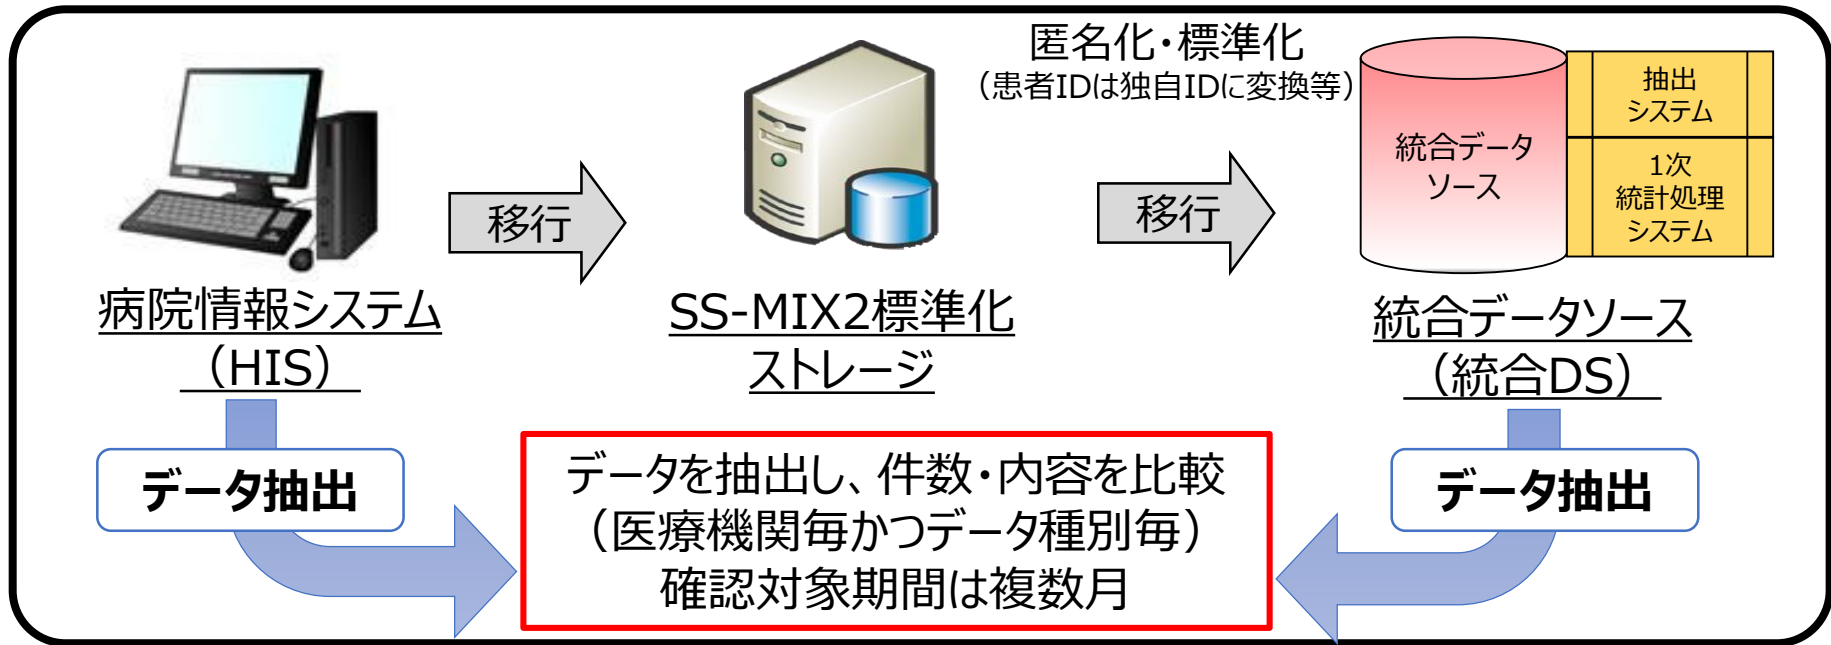 匿名化・標準化
（患者IDは独自IDに変換等）
抽出
システム
統合データ
ソース
1次
統計処理
システム
移行
移行
病院情報システム
（HIS）
SS-MIX2標準化
ストレージ
統合データソース
（統合DS）
データ抽出
データを抽出し、件数・内容を比較
（医療機関毎かつデータ種別毎）
確認対象期間は複数月
データ抽出